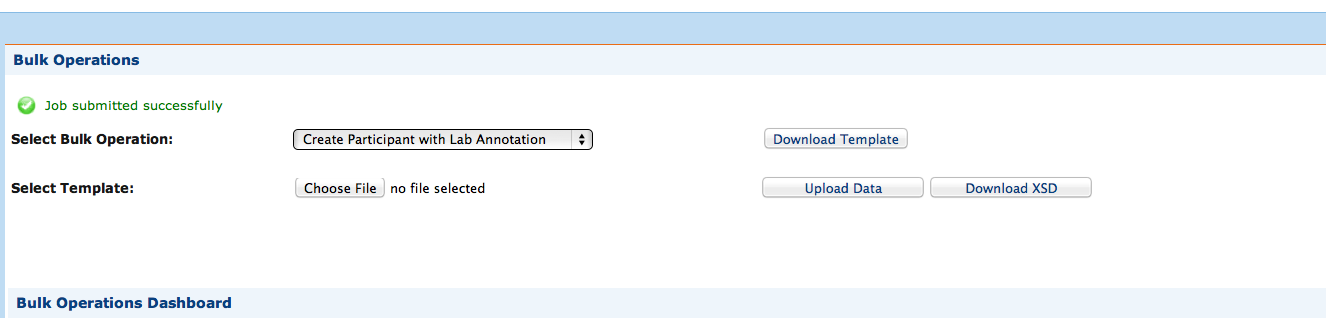 Bulk Operations
Job submitted successfully
Select Bulk Operation: Create Participant with Lab Annotation Download Template
Select Template: Choose File no file selected Upload Data Download XSD
Bulk Operations Dashboard